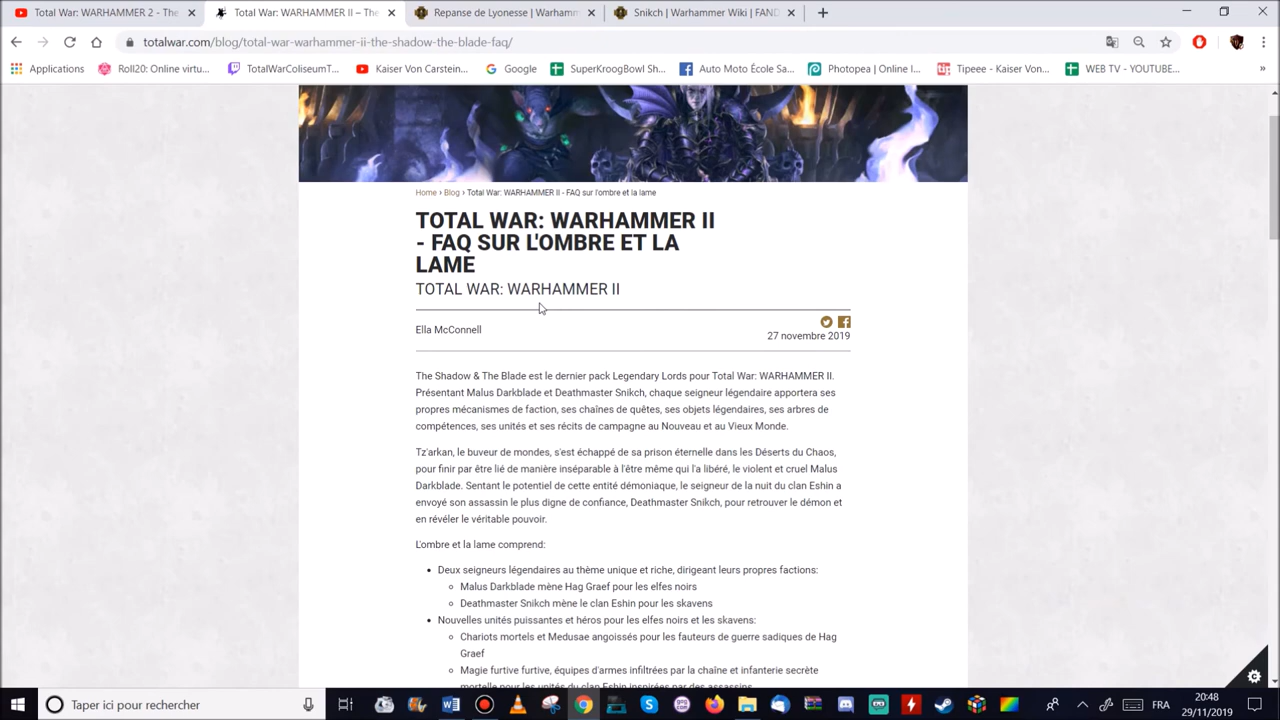 Total War: WARHAMMER 2 - The
Total War: WARHAMMER II – The
Repanse de Lyonesse | Warhamm
Snikch | Warhammer Wiki | FAND
totalwar.com/blog/total-war-warhammer-ii-the-shadow-the-blade-faq/
Applications
Roll20: Online virtu...
TotalWarColiseumT...
Kaiser Von Carstein...
Google
SuperKroogBowl Sh...
Auto Moto École Sa...
Photopea | Online I...
Tipeee - Kaiser Von...
WEB TV - YOUTUBE...
Home › Blog › Total War: WARHAMMER II - FAQ sur l'ombre et la lame
TOTAL WAR: WARHAMMER II
- FAQ SUR L'OMBRE ET LA
LAME
TOTAL WAR: WARHAMMER II
Ella McConnell
27 novembre 2019
The Shadow & The Blade est le dernier pack Legendary Lords pour Total War: WARHAMMER II.
Présentant Malus Darkblade et Deathmaster Snikch, chaque seigneur légendaire apportera ses
propres mécanismes de faction, ses chaînes de quêtes, ses objets légendaires, ses arbres de
compétences, ses unités et ses récits de campagne au Nouveau et au Vieux Monde.
Tz'arkan, le buveur de mondes, s'est échappé de sa prison éternelle dans les Déserts du Chaos,
pour finir par être lié de manière inséparable à l'être même qui l'a libéré, le violent et cruel Malus
Darkblade. Sentant le potentiel de cette entité démoniaque, le seigneur de la nuit du clan Eshin a
envoyé son assassin le plus digne de confiance, Deathmaster Snikch, pour retrouver le démon et
en révéler le véritable pouvoir.
L'ombre et la lame comprend:
Deux seigneurs légendaires au thème unique et riche, dirigeant leurs propres factions:
Malus Darkblade mène Hag Graef pour les elfes noirs
Deathmaster Snikch mène le clan Eshin pour les skavens
Nouvelles unités puissantes et héros pour les elfes noirs et les skavens:
Chariots mortels et Medusae angoissés pour les fauteurs de guerre sadiques de Hag
Graef
Magie furtive furtive, équipes d'armes infiltrées par la chaîne et infanterie secrète
mortelle pour les unités du clan Eshin inspirées par des assassins
Taper ici pour rechercher
FRA
20:48
29/11/2019